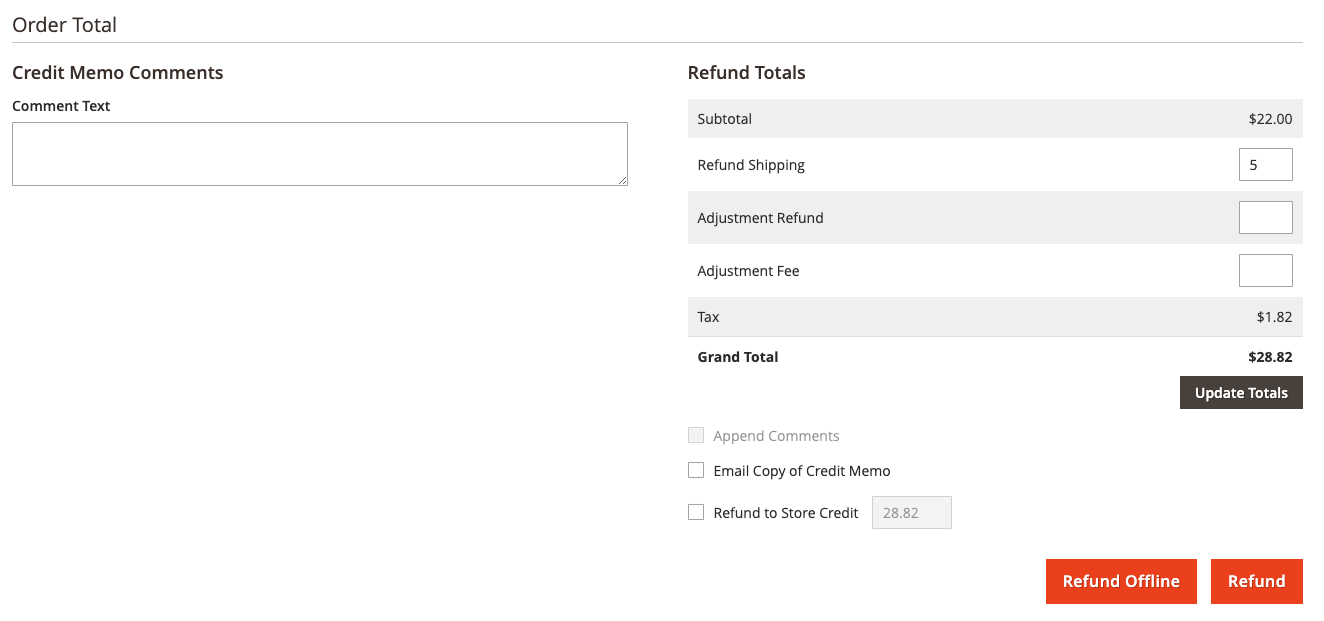 Order Total
Credit Memo Comments
Comment Text
Refund Totals
Subtotal $22.00
Refund Shipping 5
Adjustment Refund
Adjustment Fee
Tax $1.82
Grand Total $28.82
Update Totals
Append Comments
Email Copy of Credit Memo
Refund to Store Credit 28.82
Refund Offline Refund